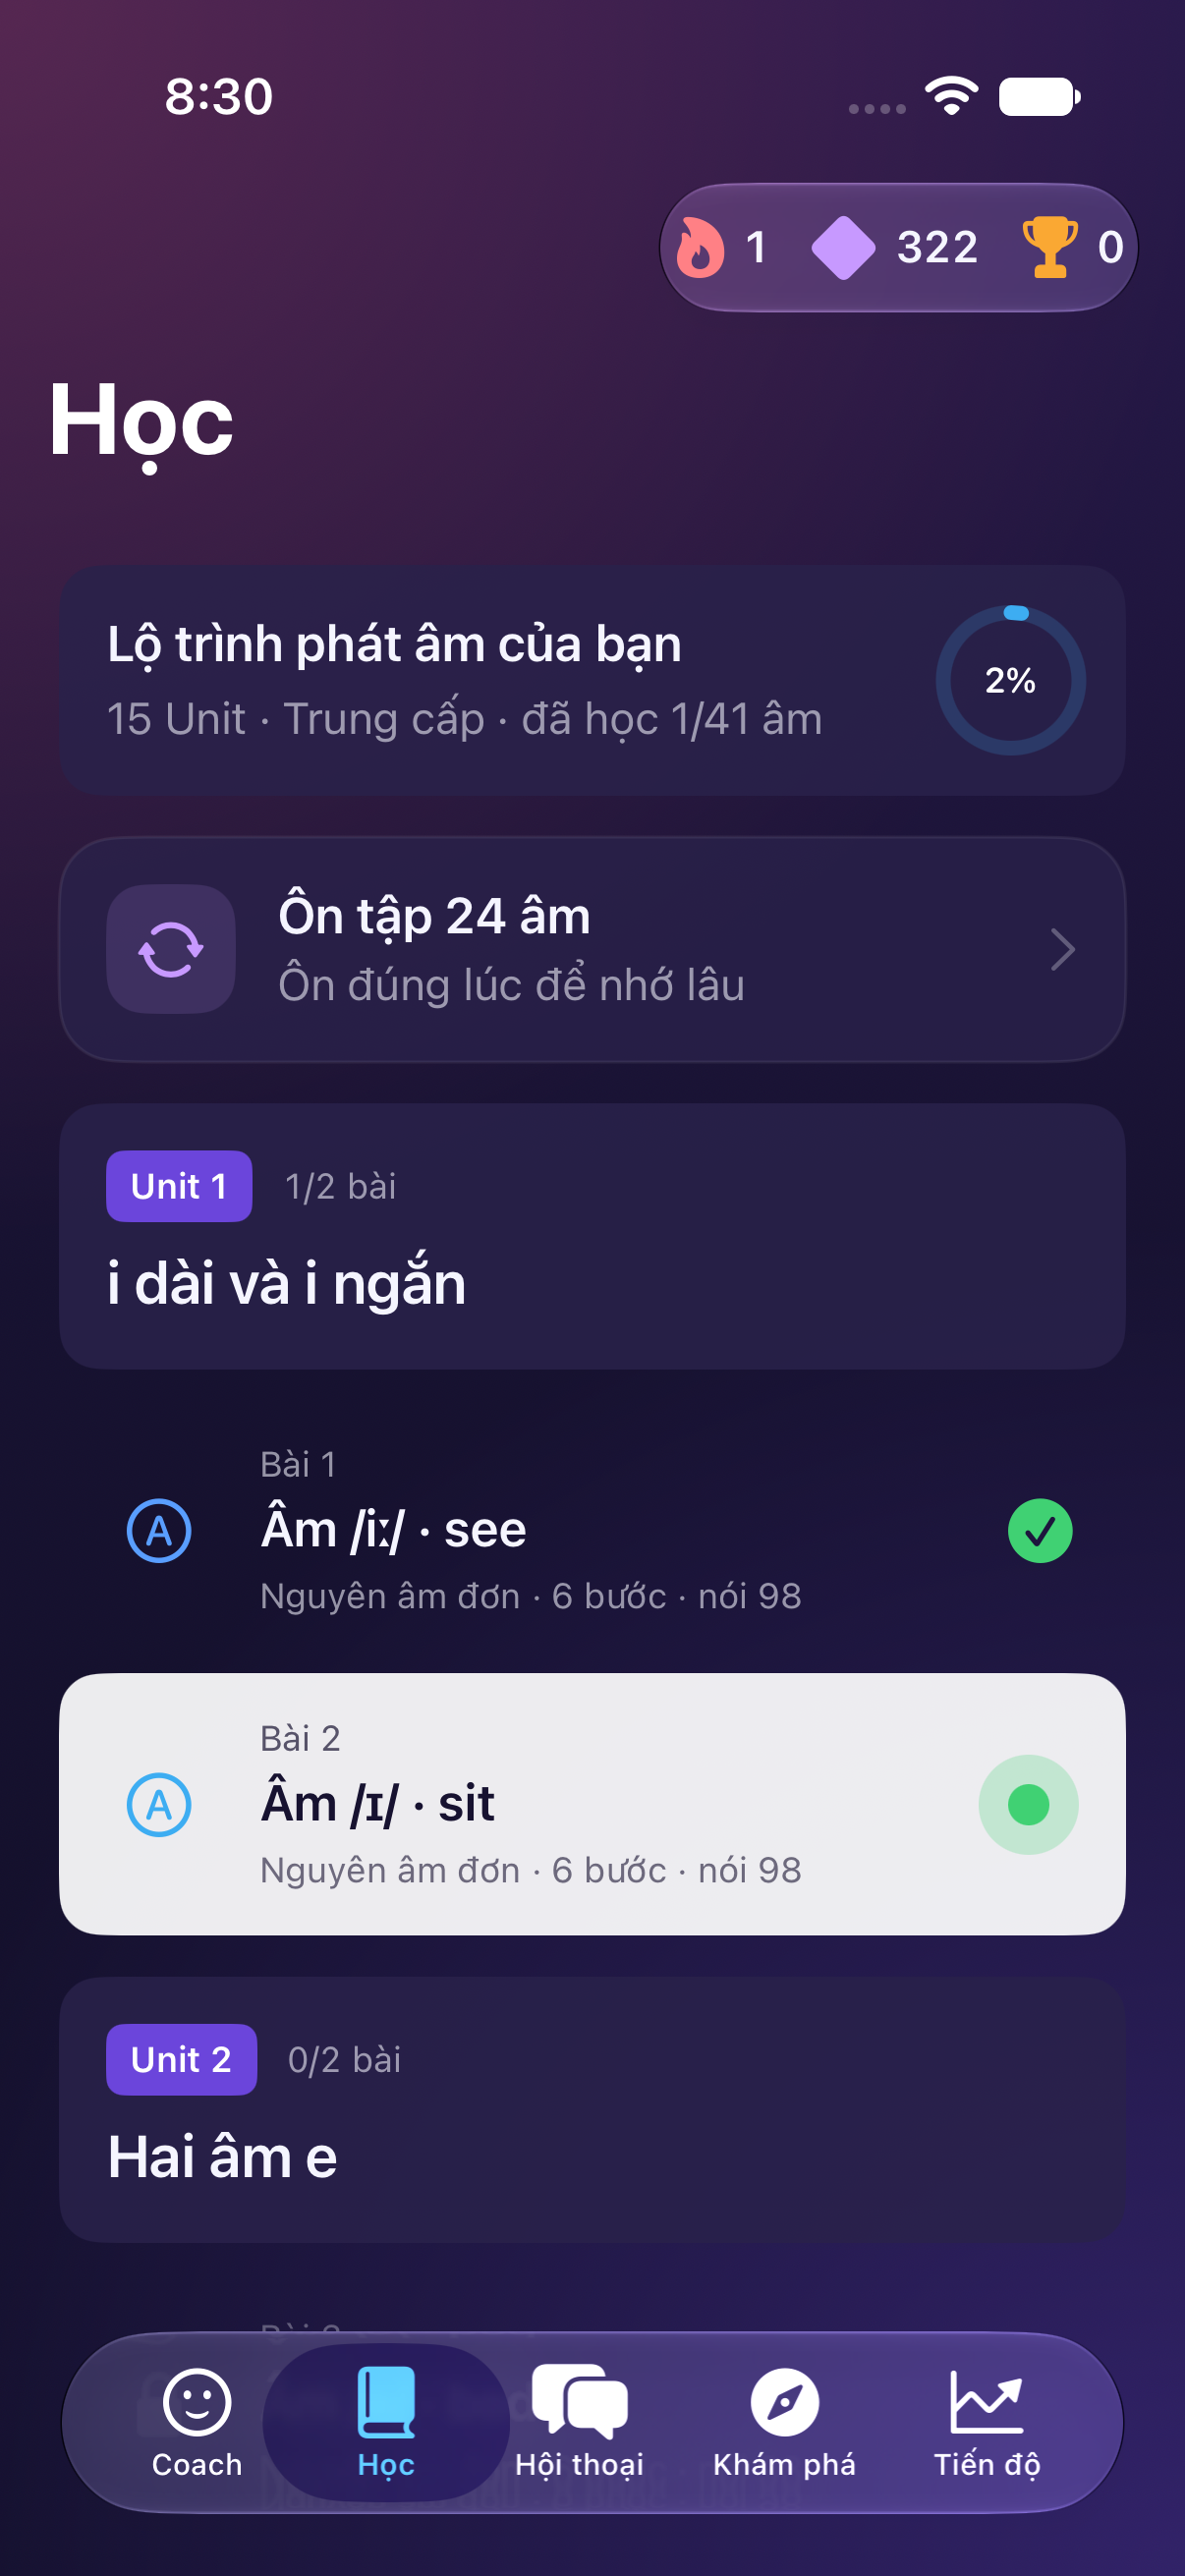 8:30
1 322 0
Học
Lộ trình phát âm của bạn
15 Unit · Trung cấp · đã học 1/41 âm
2%
Ôn tập 24 âm
Ôn đúng lúc để nhớ lâu
Unit 1 1/2 bài
i dài và i ngắn
Bài 1
A
Âm /iː/ · see
Nguyên âm đơn · 6 bước · nói 98
Bài 2
A
Âm /ɪ/ · sit
Nguyên âm đơn · 6 bước · nói 98
Unit 2 0/2 bài
Hai âm e
Coach Học Hội thoại Khám phá Tiến độ